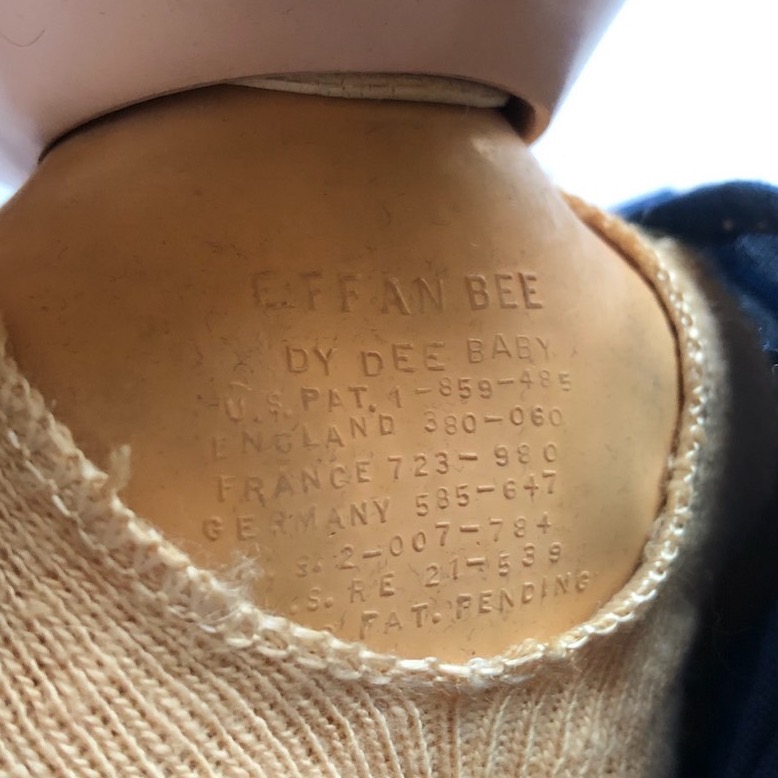 EFFANBEE
DY DEE BABY
U.S. PAT. 1-859-485
ENGLAND 380-060
FRANCE 723-980
GERMANY 585-647
S. 2-007-784
.S. RE 21-539
PAT. PENDING